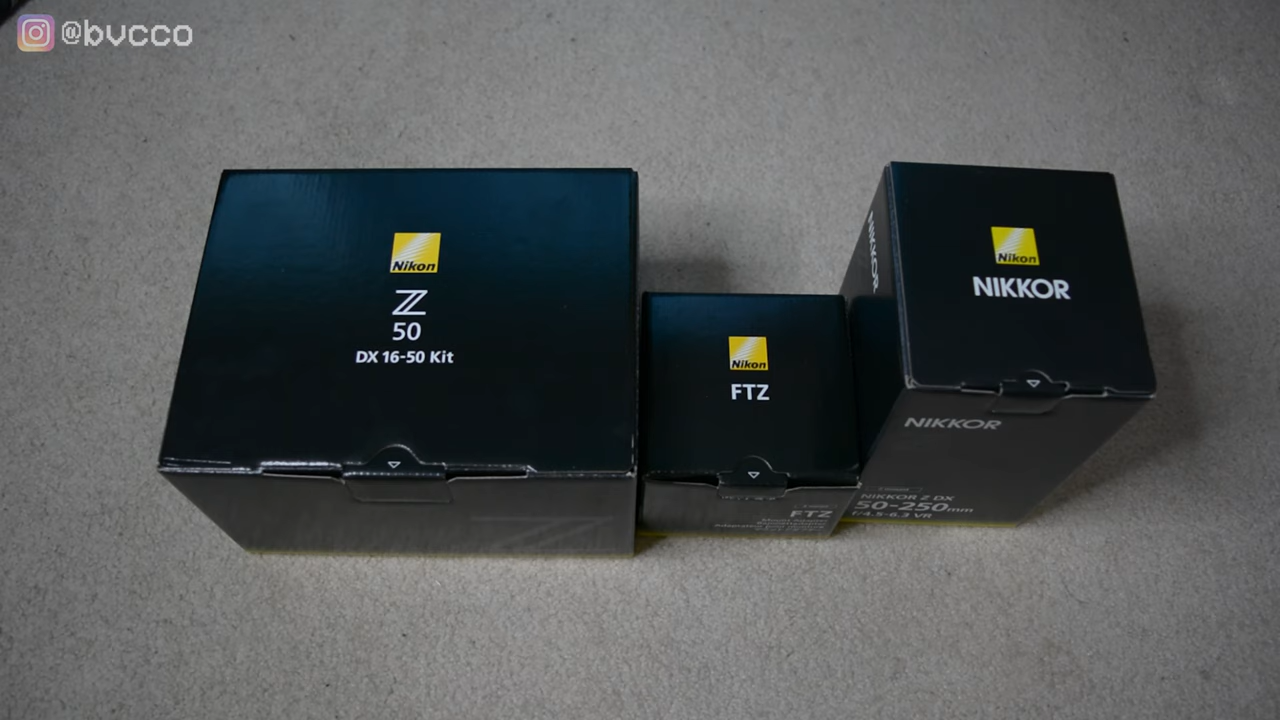 @bvcco
Nikon
Z
50
DX 16-50 Kit
Nikon
FTZ
FTZ
Nikon
NIKKOR
NIKKOR
NIKKOR
NIKKOR Z DX
50-250mm
f/4.5-6.3 VR